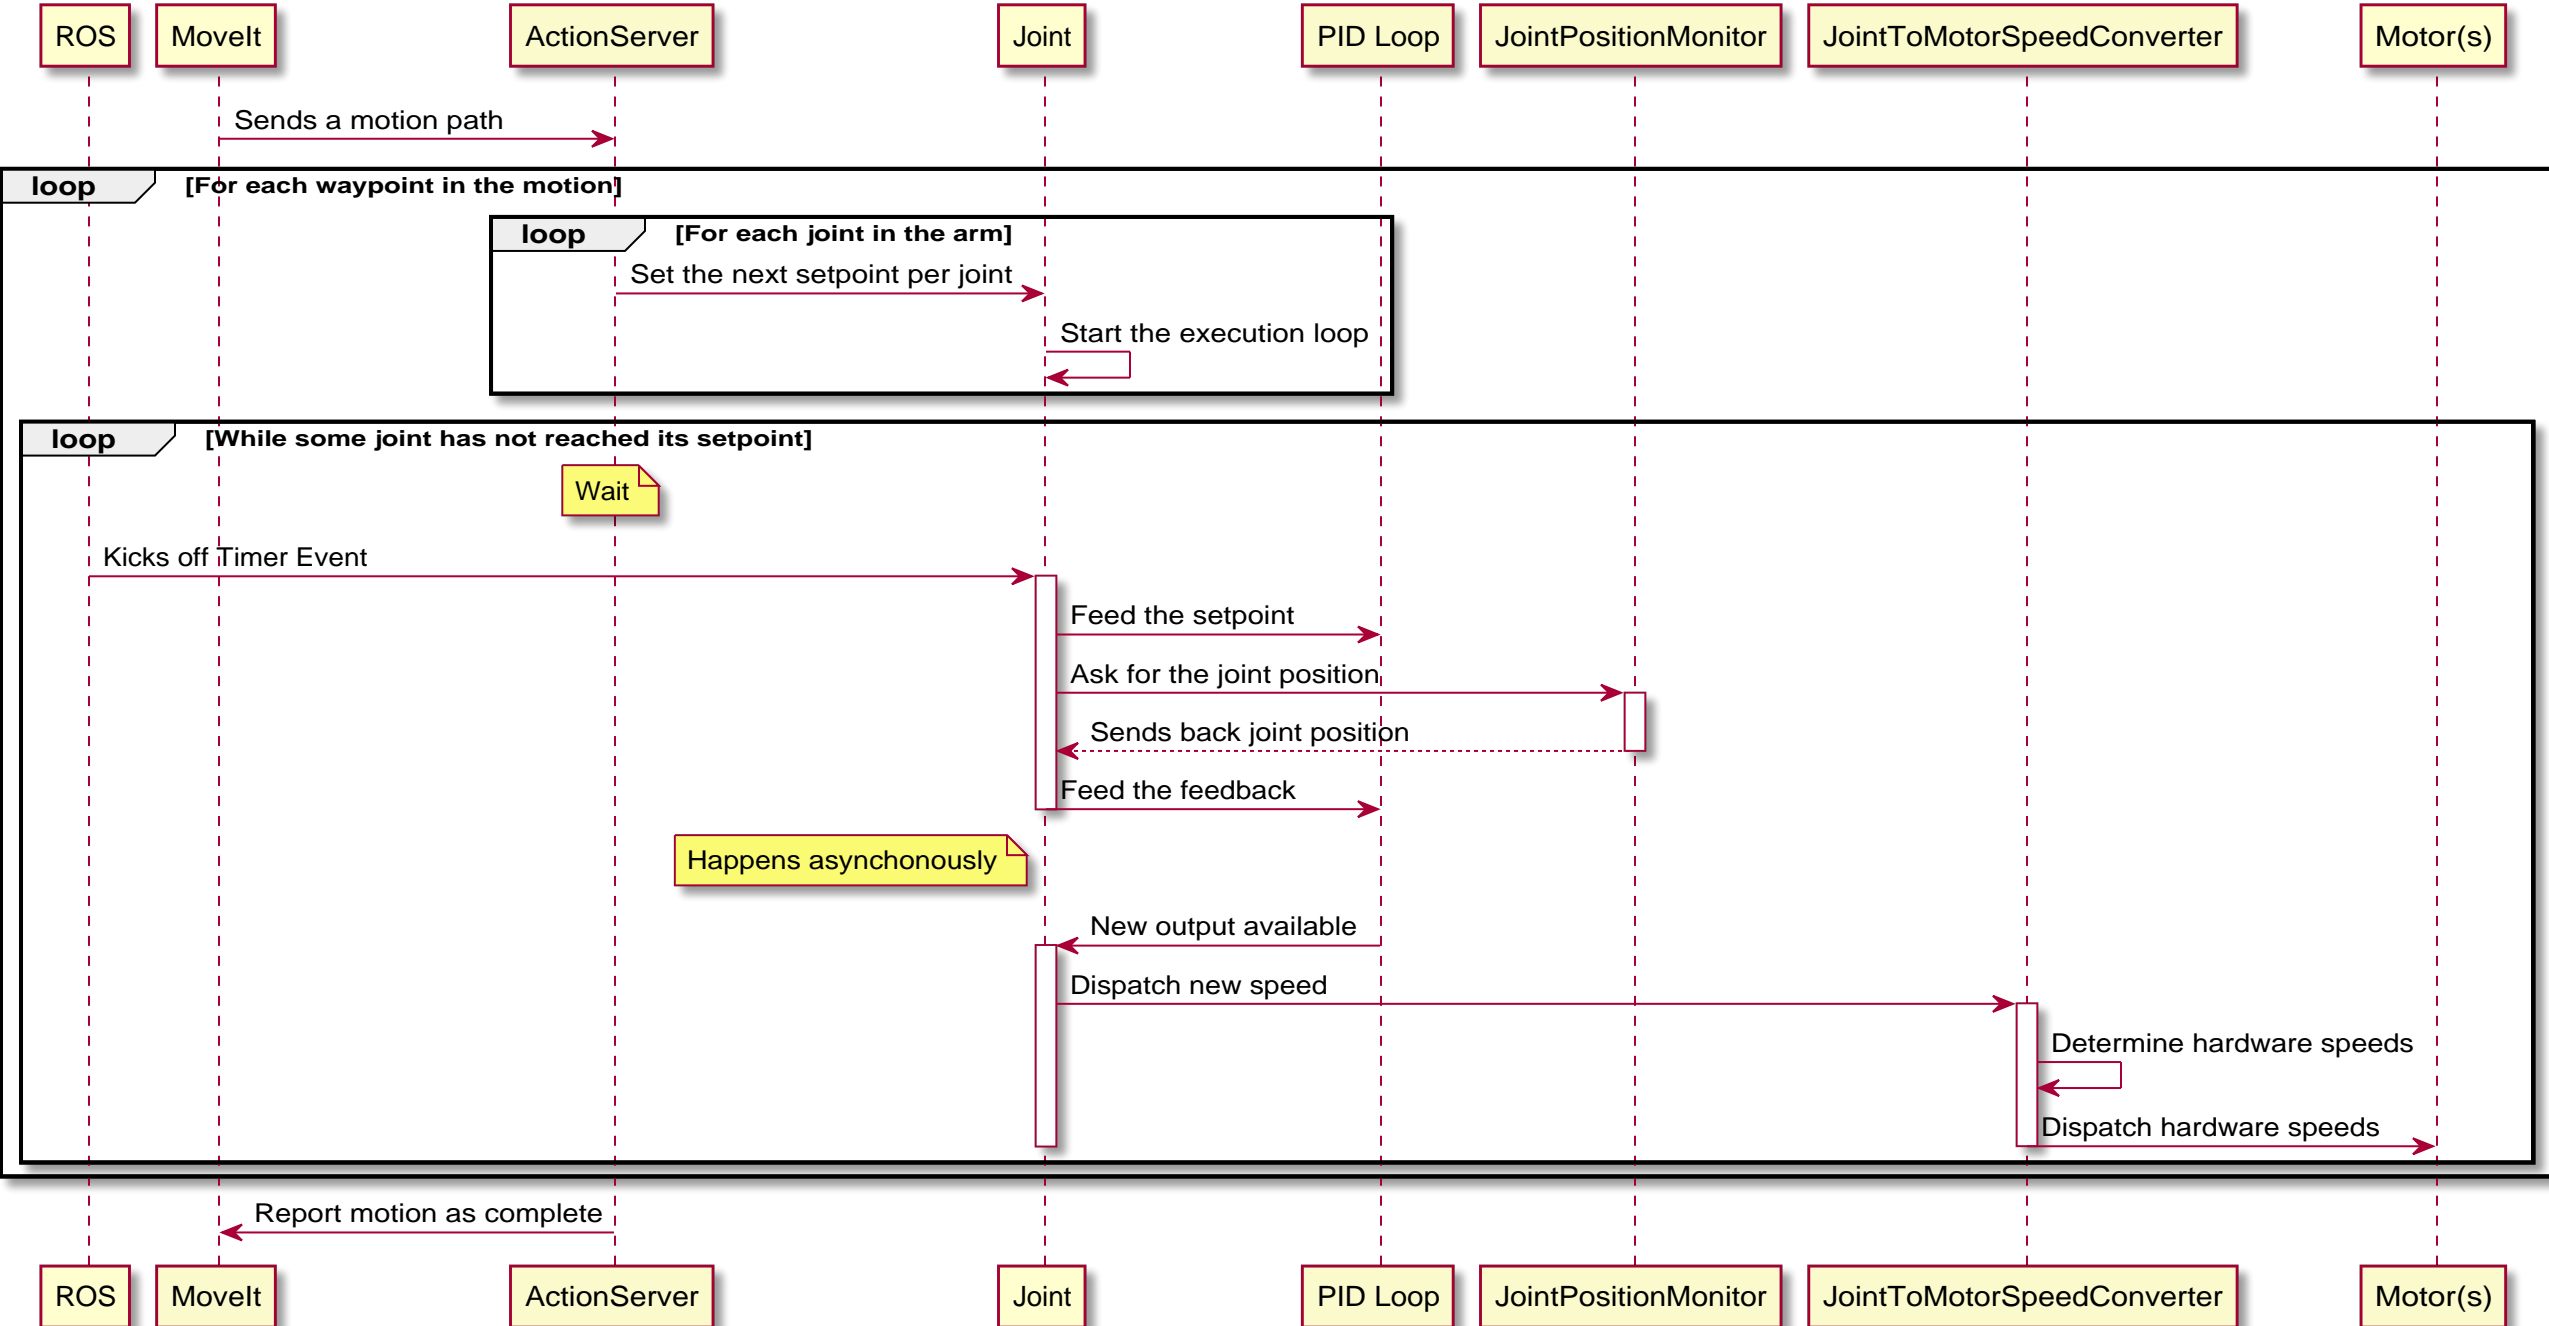 ROS
MoveIt
ActionServer
Joint
PID Loop
JointPositionMonitor
JointToMotorSpeedConverter
Motor(s)
Sends a motion path
loop
[For each waypoint in the motion]
loop
[For each joint in the arm]
Set the next setpoint per joint
Start the execution loop
loop
[While some joint has not reached its setpoint]
Wait
Kicks off Timer Event
Feed the setpoint
Ask for the joint position
Sends back joint position
Feed the feedback
Happens asynchonously
New output available
Dispatch new speed
Determine hardware speeds
Dispatch hardware speeds
Report motion as complete
ROS
MoveIt
ActionServer
Joint
PID Loop
JointPositionMonitor
JointToMotorSpeedConverter
Motor(s)